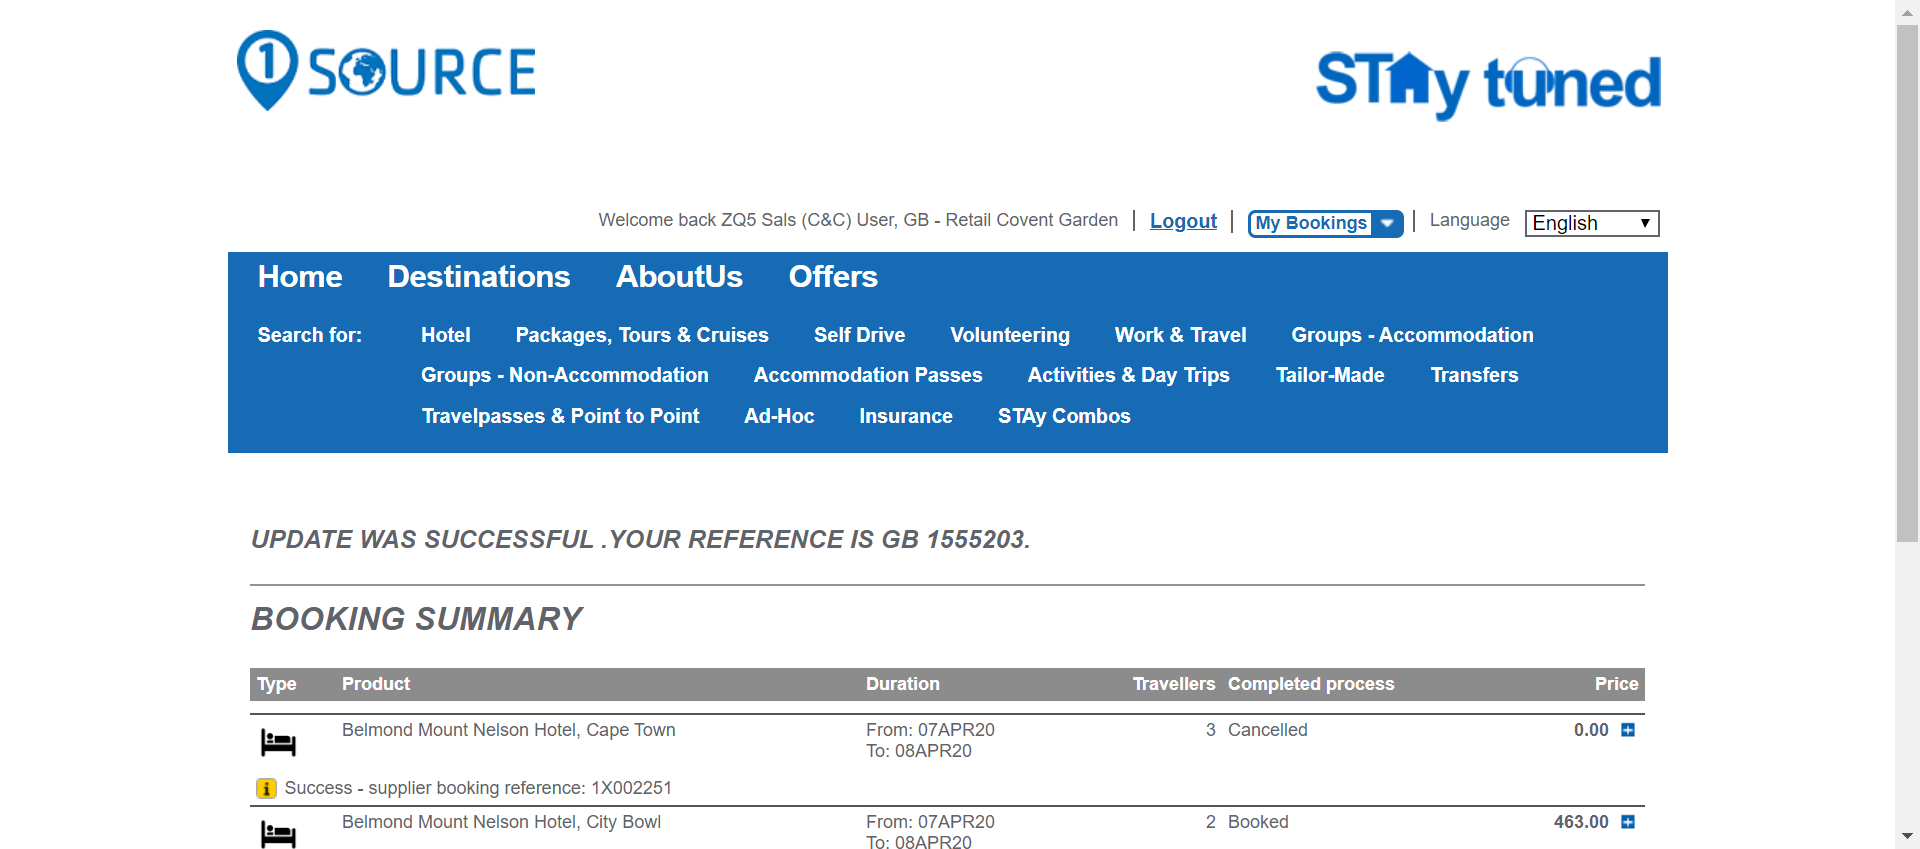 1 SOURCE
STAy tuned
Welcome back ZQ5 Sals (C&C) User, GB - Retail Covent Garden | Logout | My Bookings | Language English
Home Destinations AboutUs Offers
Search for: Hotel Packages, Tours & Cruises Self Drive Volunteering Work & Travel Groups - Accommodation
Groups - Non-Accommodation Accommodation Passes Activities & Day Trips Tailor-Made Transfers
Travelpasses & Point to Point Ad-Hoc Insurance STAy Combos
UPDATE WAS SUCCESSFUL .YOUR REFERENCE IS GB 1555203.
BOOKING SUMMARY
Type Product Duration Travellers Completed process Price
Belmond Mount Nelson Hotel, Cape Town From: 07APR20 3 Cancelled 0.00
To: 08APR20
Success - supplier booking reference: 1X002251
Belmond Mount Nelson Hotel, City Bowl From: 07APR20 2 Booked 463.00
To: 08APR20